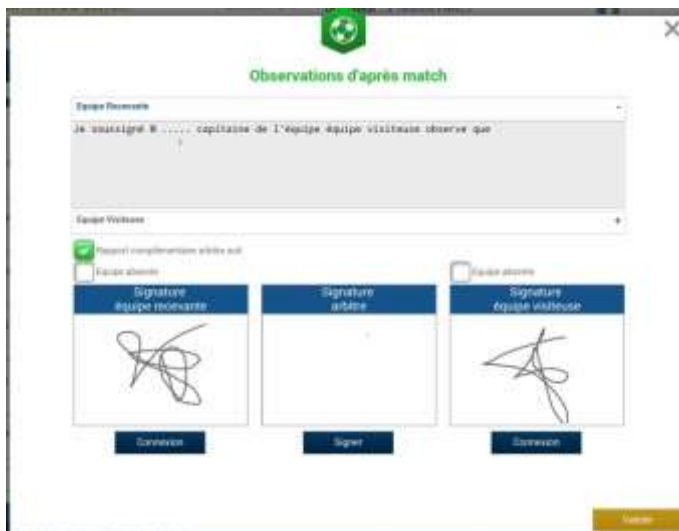 Observations d'après match
Equipe Recevante
-
Je soussigné M ..... capitaine de l'équipe équipe visiteuse observe que
Equipe Visiteuse
+
Rapport complémentaire arbitre suit
Equipe absente
Equipe absente
Signature
équipe recevante
Signature
arbitre
Signature
équipe visiteuse
Connexion
Signer
Connexion
Valider